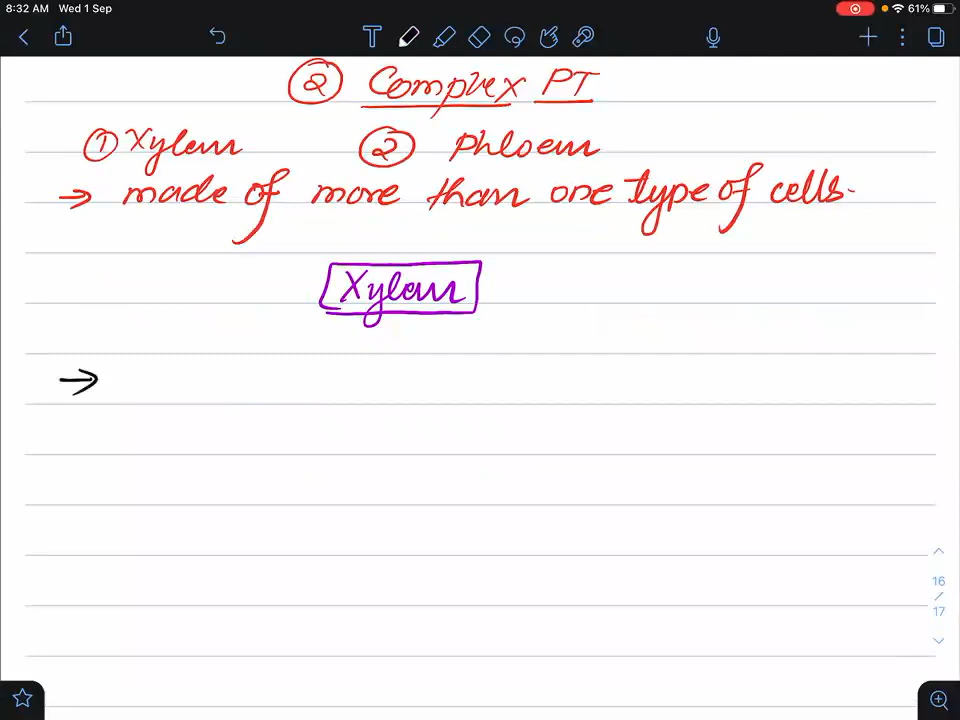 8:32 AM Wed 1 Sep 61%
② Complex PT
① Xylem ② Phloem
→ made of more than one type of cells.
Xylem
→
16
/
17